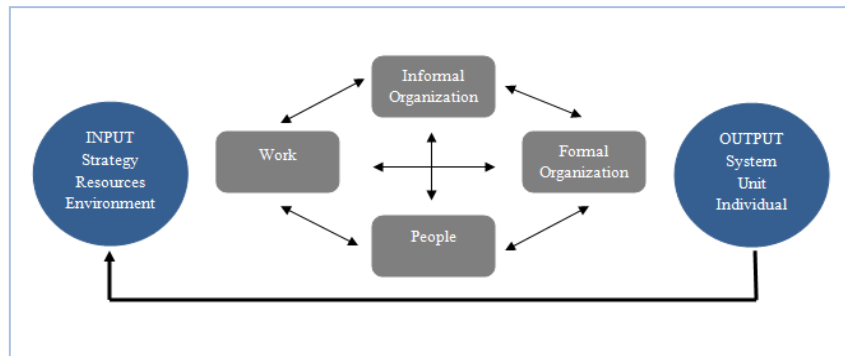 INPUT
Strategy
Resources
Environment
Work
Informal
Organization
People
Formal
Organization
OUTPUT
System
Unit
Individual